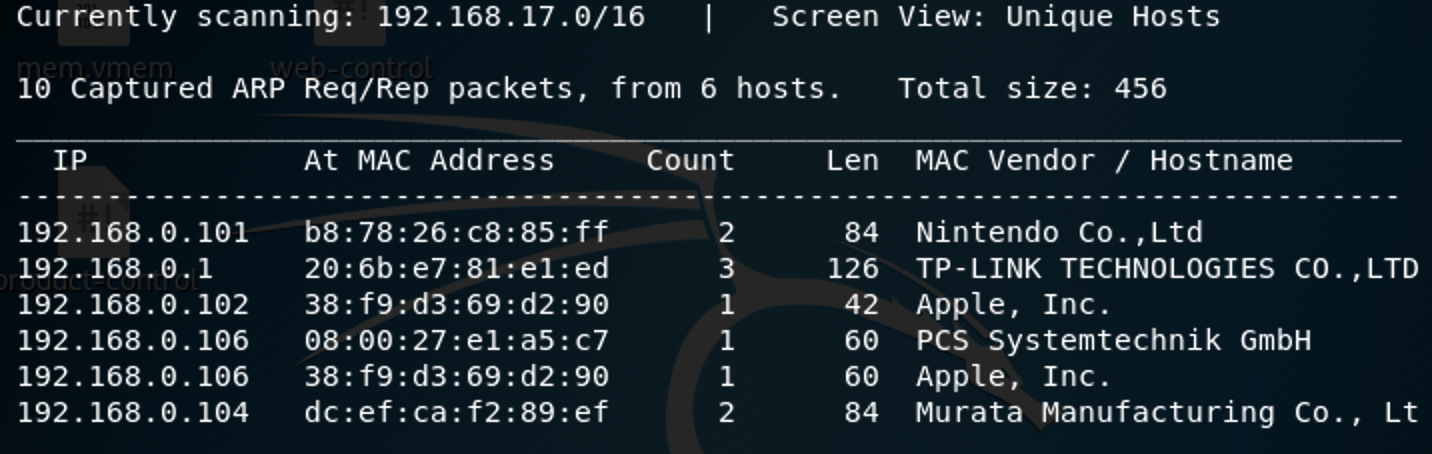 Currently scanning: 192.168.17.0/16   |   Screen View: Unique Hosts
mem.vmem web-control
10 Captured ARP Req/Rep packets, from 6 hosts.   Total size: 456
_____________________________________________________________________________
IP            At MAC Address     Count     Len  MAC Vendor / Hostname
-----------------------------------------------------------------------------
192.168.0.101   b8:78:26:c8:85:ff      2      84  Nintendo Co.,Ltd
192.168.0.1     20:6b:e7:81:e1:ed      3     126  TP-LINK TECHNOLOGIES CO.,LTD
product-control
192.168.0.102   38:f9:d3:69:d2:90      1      42  Apple, Inc.
192.168.0.106   08:00:27:e1:a5:c7      1      60  PCS Systemtechnik GmbH
192.168.0.106   38:f9:d3:69:d2:90      1      60  Apple, Inc.
192.168.0.104   dc:ef:ca:f2:89:ef      2      84  Murata Manufacturing Co., Lt